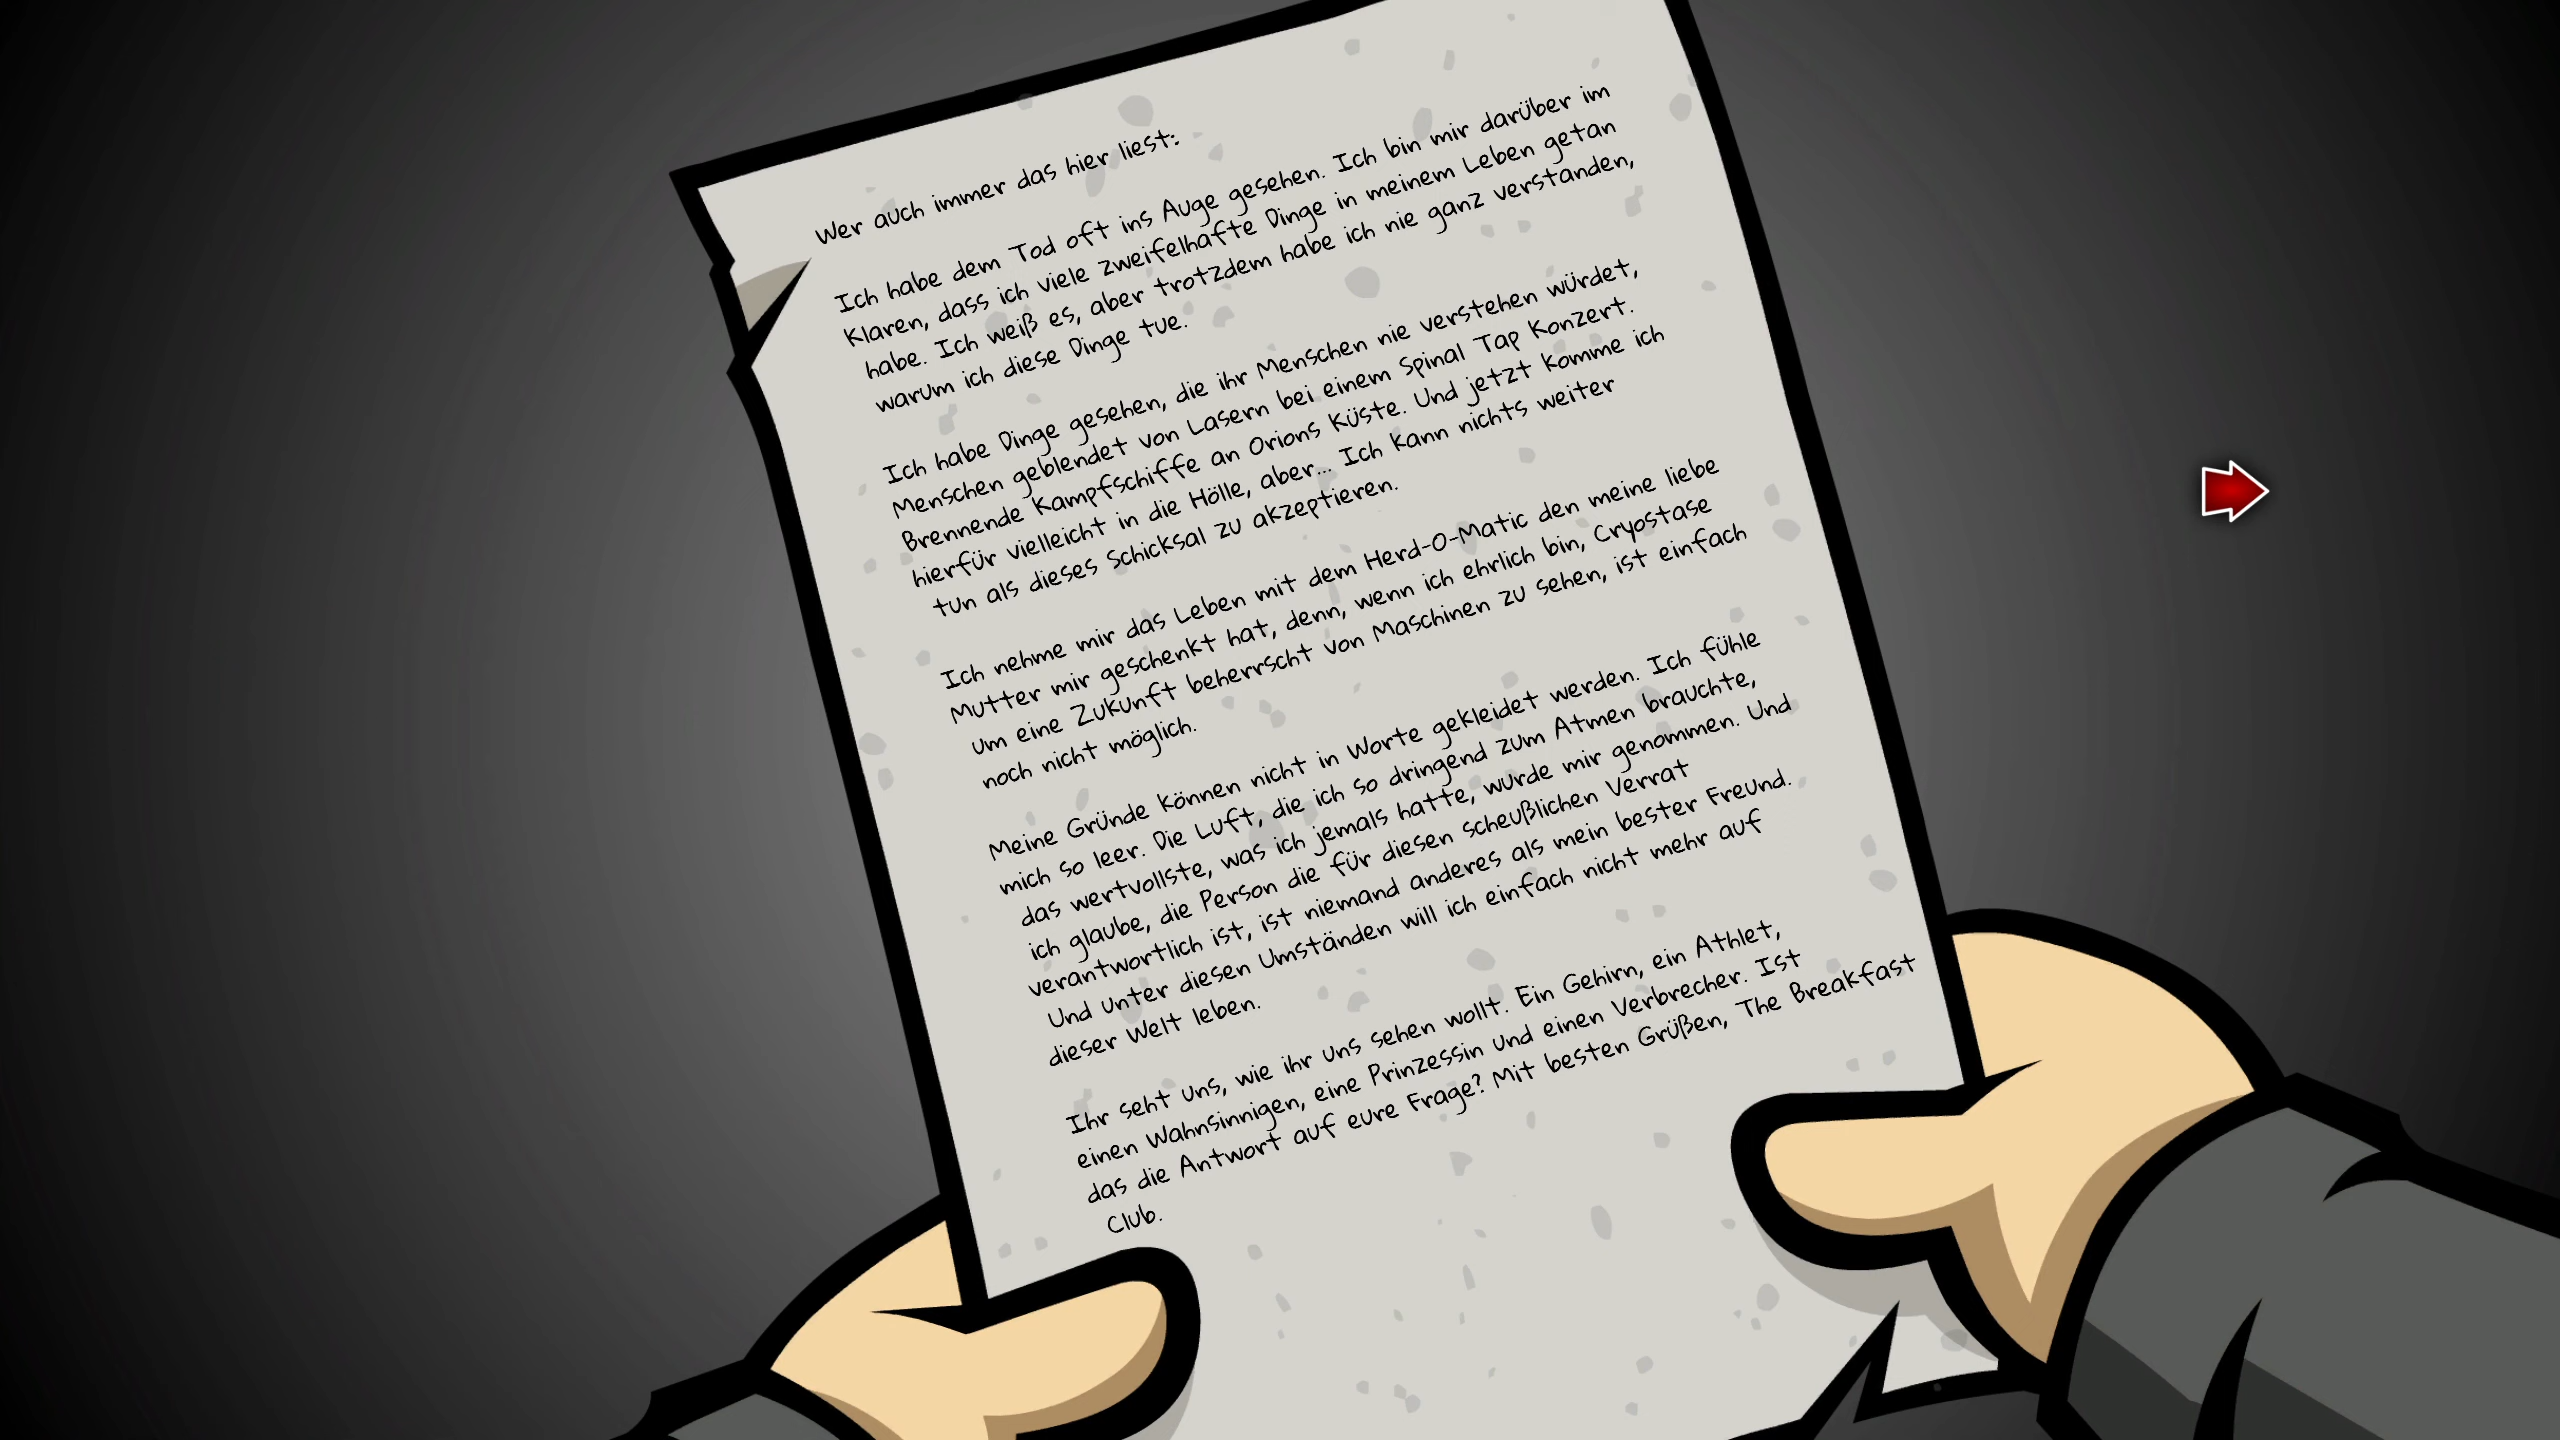 Wer auch immer das hier liest:
Ich habe dem Tod oft ins Auge gesehen. Ich bin mir darüber im
Klaren, dass ich viele zweifelhafte Dinge in meinem Leben getan
habe. Ich weiß es, aber trotzdem habe ich nie ganz verstanden,
warum ich diese Dinge tue.
Ich habe Dinge gesehen, die ihr Menschen nie verstehen würdet,
Menschen geblendet von Lasern bei einem Spinal Tap Konzert.
Brennende Kampfschiffe an Orions Küste. Und jetzt komme ich
hierfür vielleicht in die Hölle, aber... Ich kann nichts weiter
tun als dieses Schicksal zu akzeptieren.
Ich nehme mir das Leben mit dem Herd-O-Matic den meine liebe
Mutter mir geschenkt hat, denn, wenn ich ehrlich bin, Cryostase
um eine Zukunft beherrscht von Maschinen zu sehen, ist einfach
noch nicht möglich.
Meine Gründe können nicht in Worte gekleidet werden. Ich fühle
mich so leer. Die Luft, die ich so dringend zum Atmen brauchte,
das wertvollste, was ich jemals hatte, wurde mir genommen. Und
ich glaube, die Person die für diesen scheußlichen Verrat
verantwortlich ist, ist niemand anderes als mein bester Freund.
Und unter diesen Umständen will ich einfach nicht mehr auf
dieser Welt leben.
Ihr seht uns, wie ihr uns sehen wollt. Ein Gehirn, ein Athlet,
einen Wahnsinnigen, eine Prinzessin und einen Verbrecher. Ist
das die Antwort auf eure Frage? Mit besten Grüßen, The Breakfast
Club.